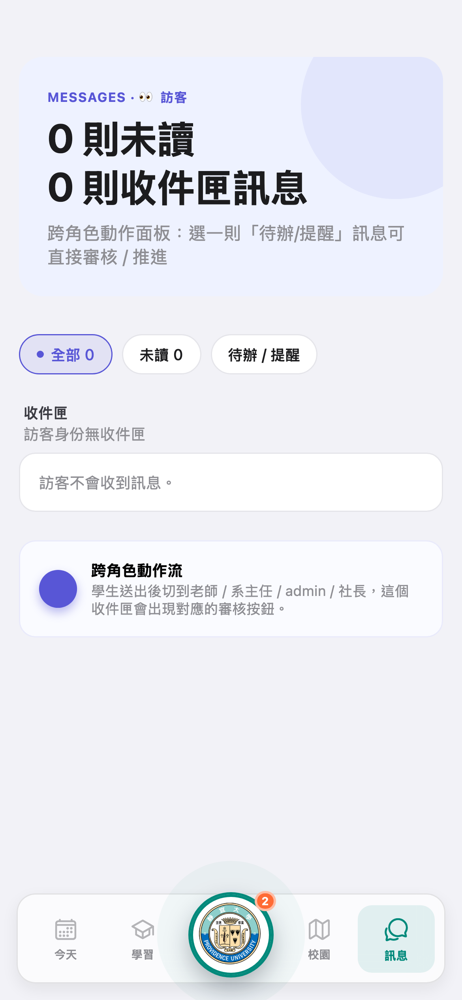 MESSAGES · 👀 訪客
0 則未讀
0 則收件匣訊息
跨角色動作面板：選一則「待辦/提醒」訊息可
直接審核 / 推進
全部 0
未讀 0
待辦 / 提醒
收件匣
訪客身份無收件匣
訪客不會收到訊息。
跨角色動作流
學生送出後切到老師 / 系主任 / admin / 社長，這個
收件匣會出現對應的審核按鈕。
2
靜宜大學
PROVIDENCE UNIVERSITY
今天
學習
校園
訊息